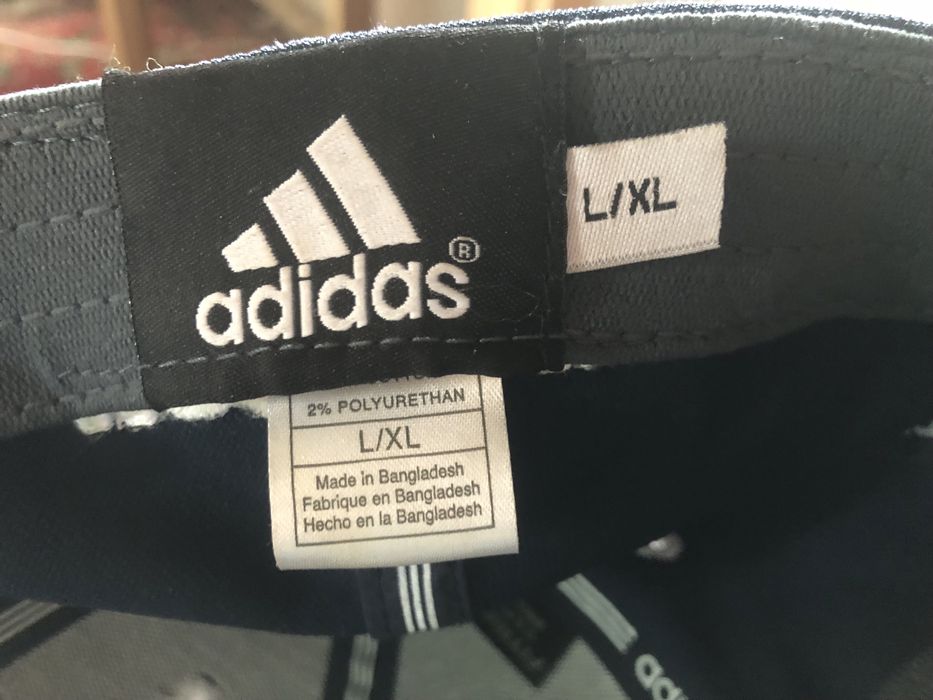 adidas®
L/XL
2% POLYURETHAN
L/XL
Made in Bangladesh
Fabrique en Bangladesh
Hecho en la Bangladesh